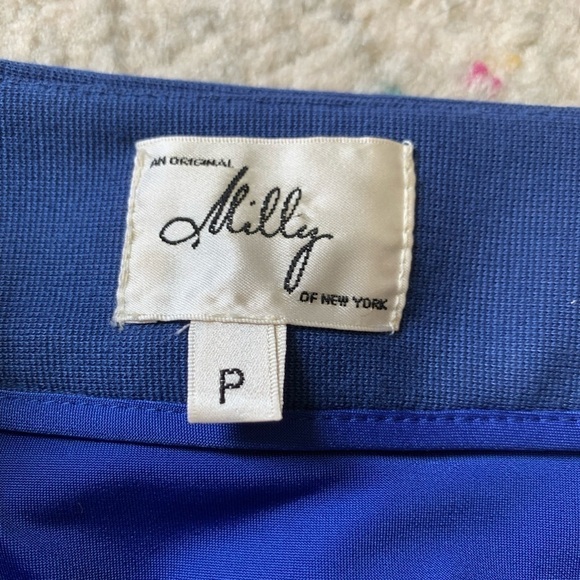 AN ORIGINAL
Milly
OF NEW YORK
P